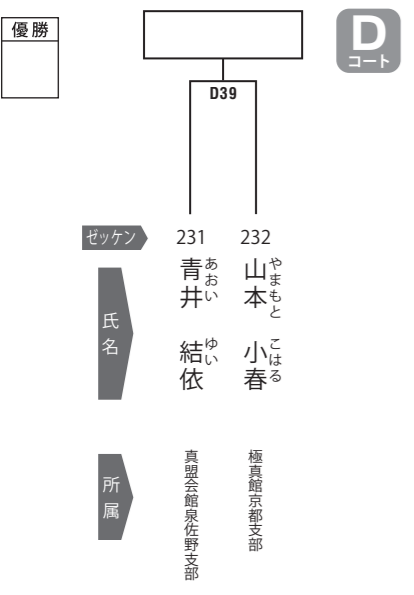 優勝
D
コート
D39
ゼッケン
231
232
氏名
青井 結依
あおい ゆい
山本 小春
やまもと こはる
所属
真盟会館泉佐野支部
極真館京都支部